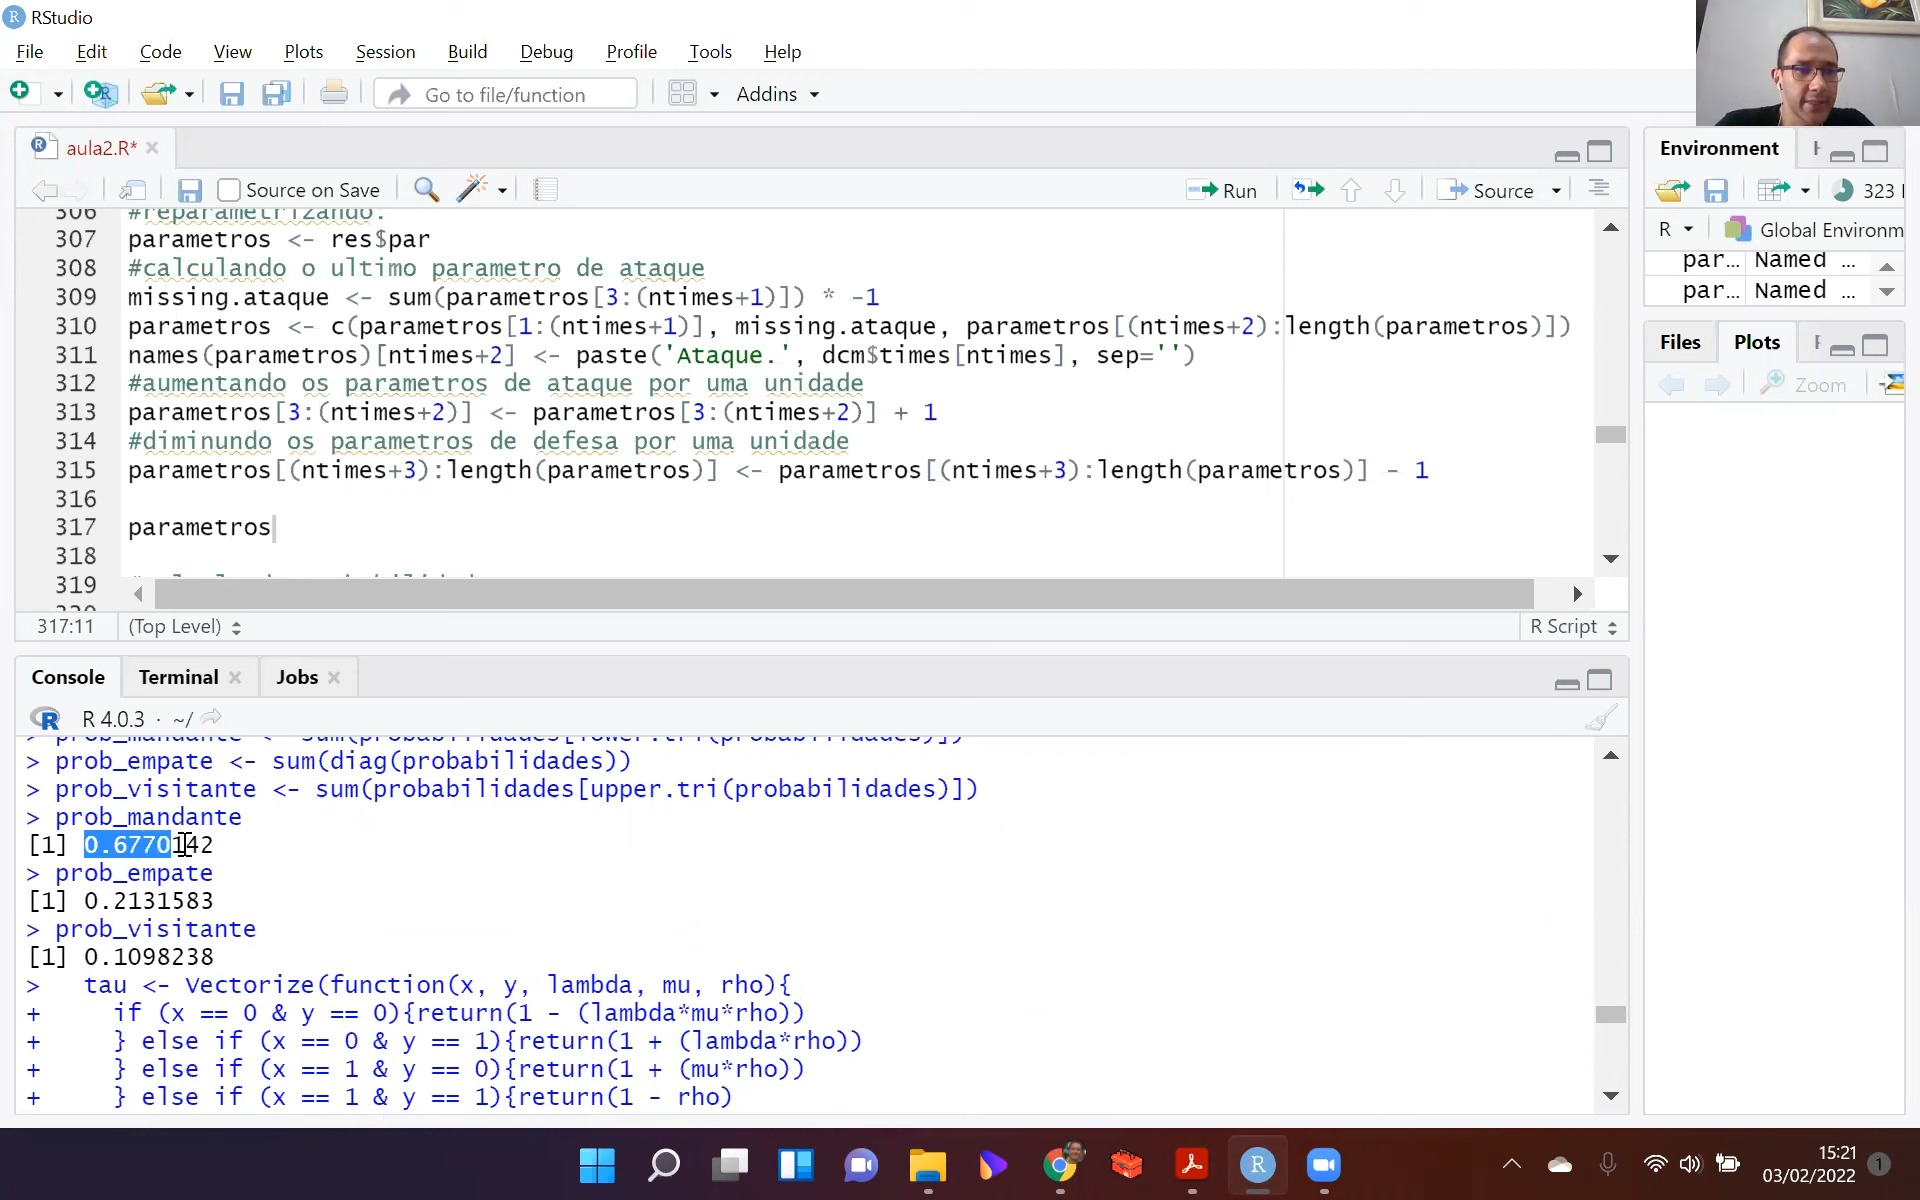 RStudio
File Edit Code View Plots Session Build Debug Profile Tools Help
Go to file/function Addins
aula2.R*
Source on Save Run Source
306 #reparametrizando:
307 parametros <- res$par
308 #calculando o ultimo parametro de ataque
309 missing.ataque <- sum(parametros[3:(ntimes+1)]) * -1
310 parametros <- c(parametros[1:(ntimes+1)], missing.ataque, parametros[(ntimes+2):length(parametros)])
311 names(parametros)[ntimes+2] <- paste('Ataque.', dcm$times[ntimes], sep='')
312 #aumentando os parametros de ataque por uma unidade
313 parametros[3:(ntimes+2)] <- parametros[3:(ntimes+2)] + 1
314 #diminundo os parametros de defesa por uma unidade
315 parametros[(ntimes+3):length(parametros)] <- parametros[(ntimes+3):length(parametros)] - 1
316
317 parametros
318
319
317:11 (Top Level) R Script
Console Terminal Jobs
R 4.0.3 · ~/
> prob_mandante <- sum(probabilidades[lower.tri(probabilidades)])
> prob_empate <- sum(diag(probabilidades))
> prob_visitante <- sum(probabilidades[upper.tri(probabilidades)])
> prob_mandante
[1] 0.6770142
> prob_empate
[1] 0.2131583
> prob_visitante
[1] 0.1098238
> tau <- Vectorize(function(x, y, lambda, mu, rho){
+ if (x == 0 & y == 0){return(1 - (lambda*mu*rho))
+ } else if (x == 0 & y == 1){return(1 + (lambda*rho))
+ } else if (x == 1 & y == 0){return(1 + (mu*rho))
+ } else if (x == 1 & y == 1){return(1 - rho)
Environment
323
R Global Environm
par... Named ...
par... Named ...
Files Plots
Zoom
15:21
03/02/2022
1